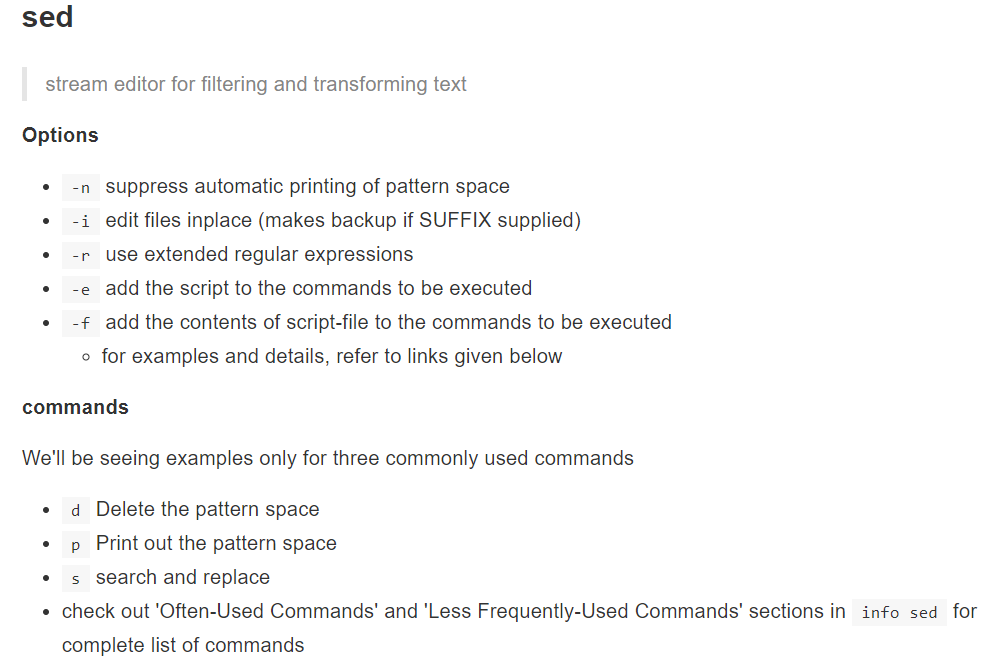 sed
stream editor for filtering and transforming text
Options
-n suppress automatic printing of pattern space
-i edit files inplace (makes backup if SUFFIX supplied)
-r use extended regular expressions
-e add the script to the commands to be executed
-f add the contents of script-file to the commands to be executed
for examples and details, refer to links given below
commands
We'll be seeing examples only for three commonly used commands
d Delete the pattern space
p Print out the pattern space
s search and replace
check out 'Often-Used Commands' and 'Less Frequently-Used Commands' sections in info sed for
complete list of commands